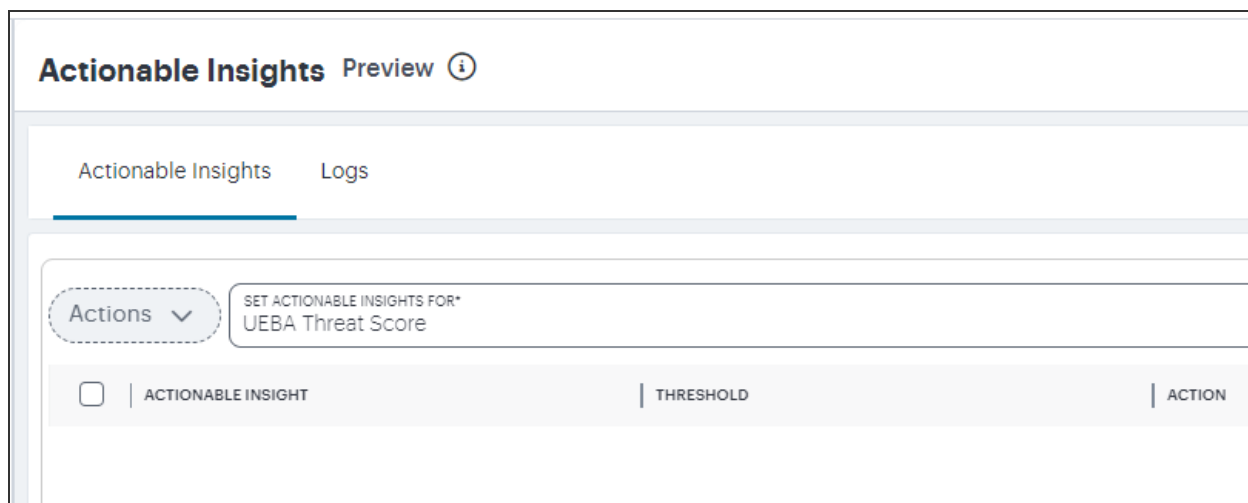 Actionable Insights Preview
Actionable Insights Logs
Actions
SET ACTIONABLE INSIGHTS FOR*
UEBA Threat Score
ACTIONABLE INSIGHT THRESHOLD ACTION